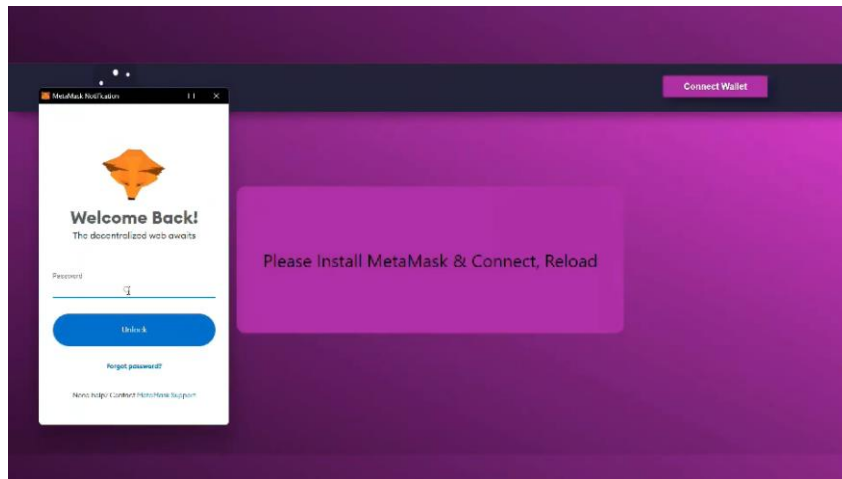 MetaMask Notification
Connect Wallet
Welcome Back!
The decentralized web awaits
Password
Unlock
Forgot password?
Need help? Contact MetaMask Support
Please Install MetaMask & Connect, Reload